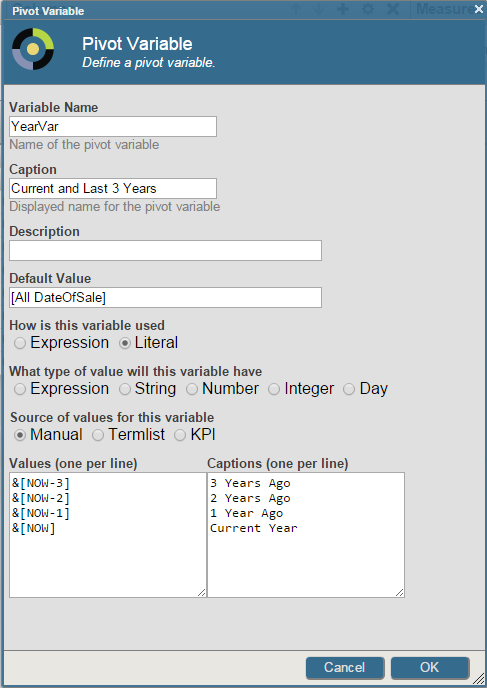 Pivot Variable
Measure
Pivot Variable
Define a pivot variable.
Variable Name
YearVar
Name of the pivot variable
Caption
Current and Last 3 Years
Displayed name for the pivot variable
Description
Default Value
[All DateOfSale]
How is this variable used
Expression Literal
What type of value will this variable have
Expression String Number Integer Day
Source of values for this variable
Manual Termlist KPI
Values (one per line) Captions (one per line)
&[NOW-3] 3 Years Ago
&[NOW-2] 2 Years Ago
&[NOW-1] 1 Year Ago
&[NOW] Current Year
Cancel OK